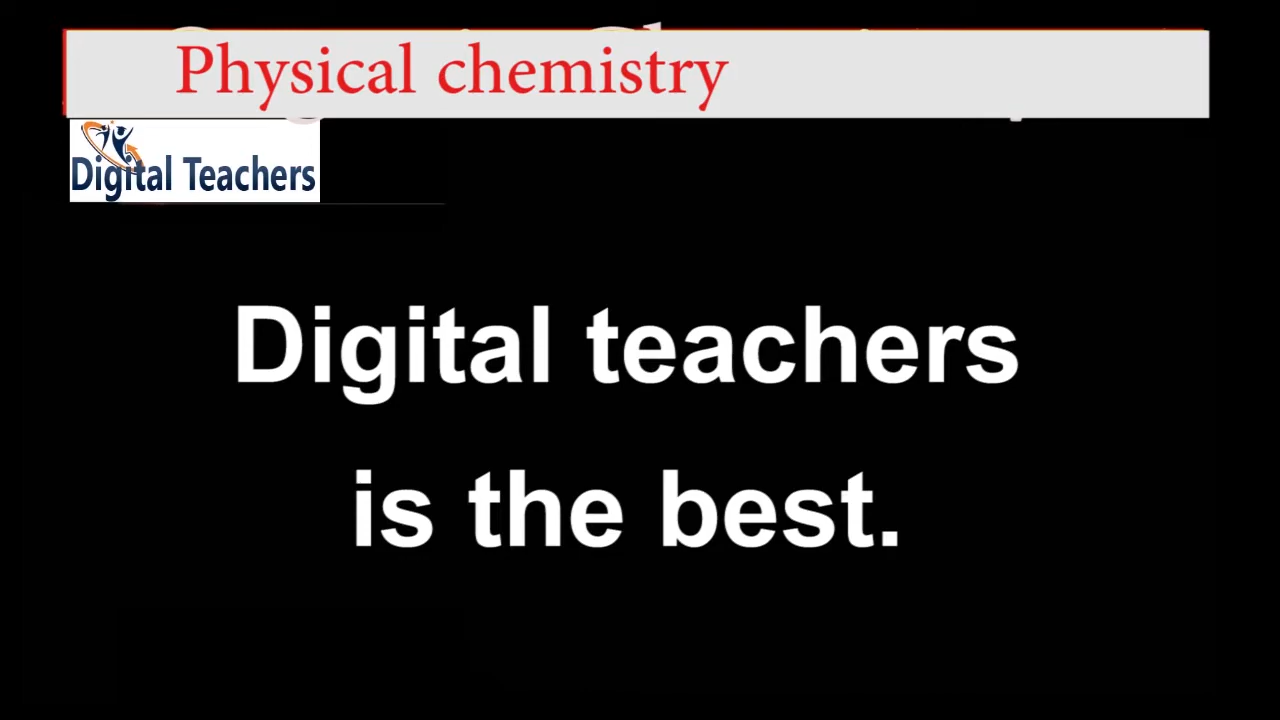 Physical chemistry
Digital Teachers
Digital teachers
is the best.